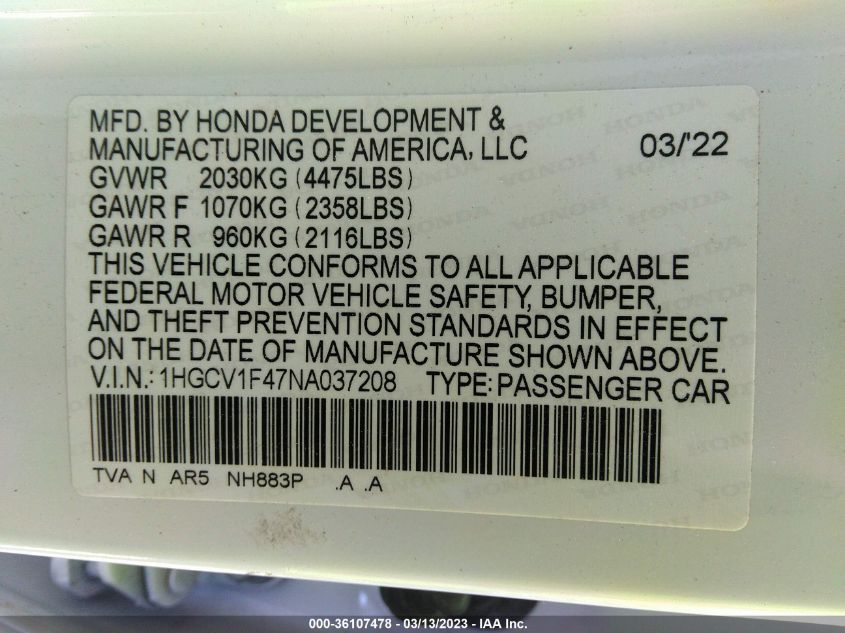 MFD. BY HONDA DEVELOPMENT &
MANUFACTURING OF AMERICA, LLC 03/'22
GVWR 2030KG (4475LBS)
GAWR F 1070KG (2358LBS)
GAWR R 960KG (2116LBS)
THIS VEHICLE CONFORMS TO ALL APPLICABLE
FEDERAL MOTOR VEHICLE SAFETY, BUMPER,
AND THEFT PREVENTION STANDARDS IN EFFECT
ON THE DATE OF MANUFACTURE SHOWN ABOVE.
V.I.N.: 1HGCV1F47NA037208 TYPE: PASSENGER CAR
TVA N AR5 NH883P .A .A
000-36107478 - 03/13/2023 - IAA Inc.